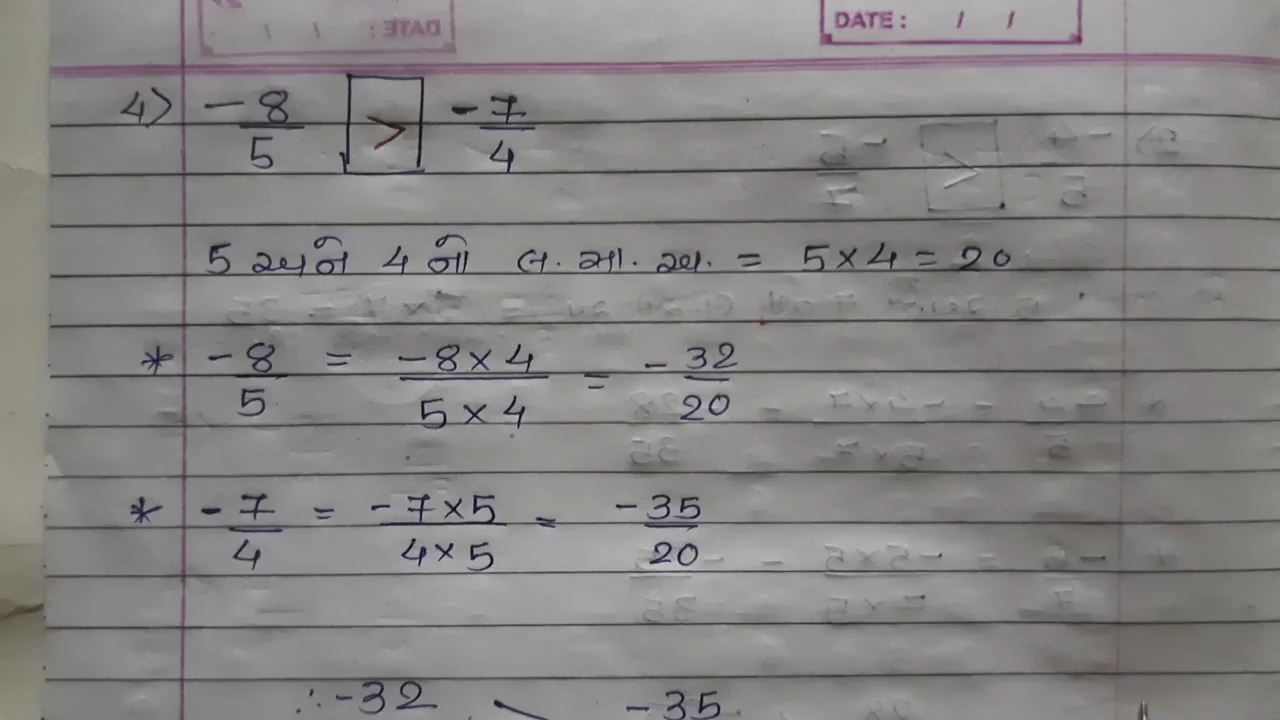 DATE : / /
4) -8/5 > -7/4
5 અને 4 નો લ. સા. અ. = 5 × 4 = 20
* -8/5 = -8 × 4 / 5 × 4 = -32/20
* -7/4 = -7 × 5 / 4 × 5 = -35/20
∴ -32 -35